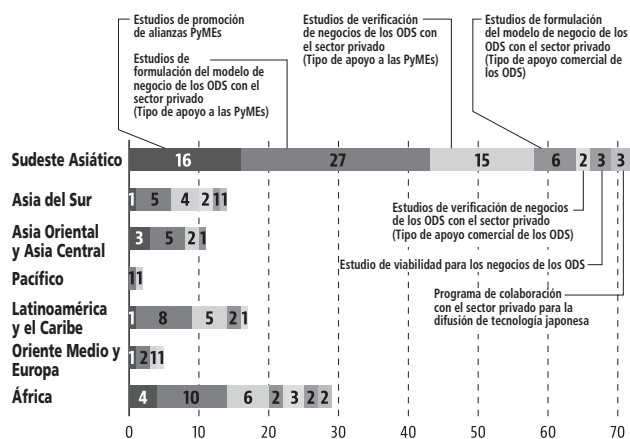 Estudios de promoción
de alianzas PyMEs
Estudios de
formulación del modelo de
negocio de los ODS con el
sector privado
(Tipo de apoyo a las PyMEs)
Estudios de verificación
de negocios de los ODS con
el sector privado
(Tipo de apoyo a las PyMEs)
Estudios de formulación
del modelo de negocio de los
ODS con el sector privado
(Tipo de apoyo comercial de
los ODS)
Sudeste Asiático 16 27 15 6 2 3 3
Asia del Sur 1 5 4 2 1 1
Estudios de verificación de negocios
de los ODS con el sector privado
(Tipo de apoyo comercial de los ODS)
Asia Oriental
y Asia Central 3 5 2 1
Estudio de viabilidad para los negocios de los ODS
Pacífico 1 1
Programa de colaboración
con el sector privado para la
difusión de tecnología japonesa
Latinoamérica
y el Caribe 1 8 5 2 1
Oriente Medio y
Europa 1 2 1 1
África 4 10 6 2 3 2 2
0 10 20 30 40 50 60 70